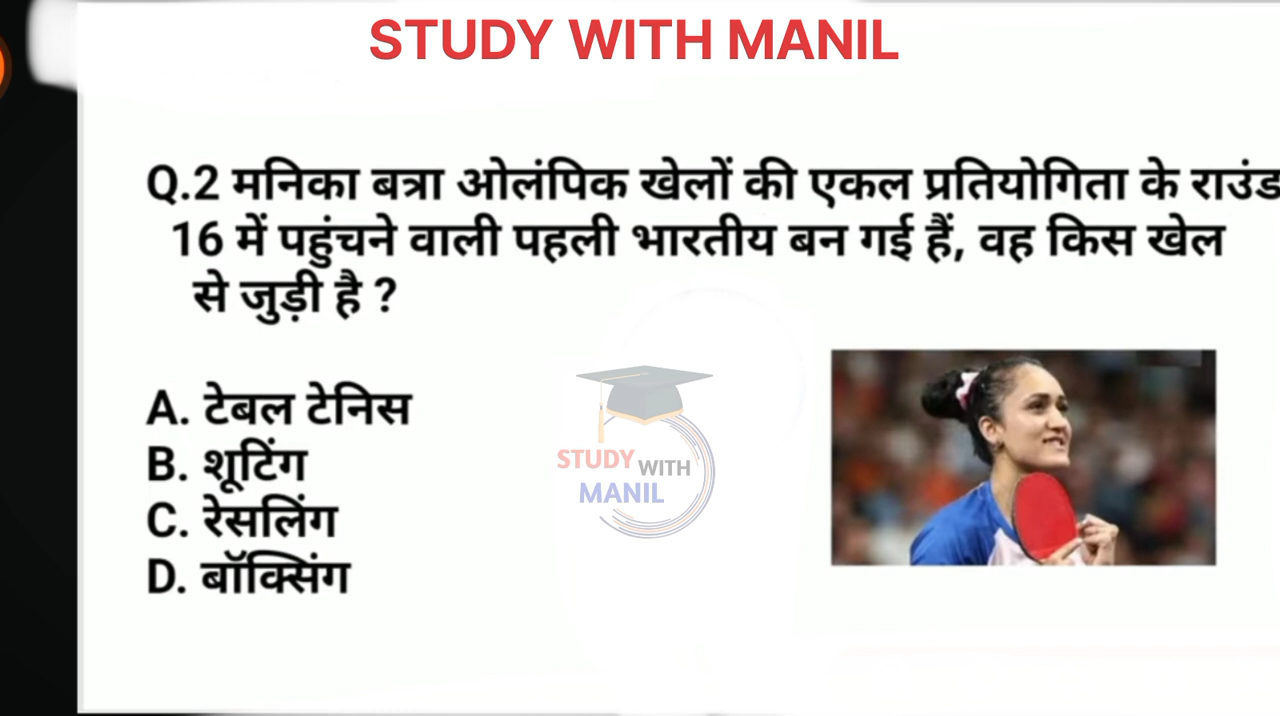 STUDY WITH MANIL
Q.2 मनिका बत्रा ओलंपिक खेलों की एकल प्रतियोगिता के राउंड
16 में पहुंचने वाली पहली भारतीय बन गई हैं, वह किस खेल
से जुड़ी है ?
A. टेबल टेनिस
B. शूटिंग
C. रेसलिंग
D. बॉक्सिंग
STUDY WITH
MANIL